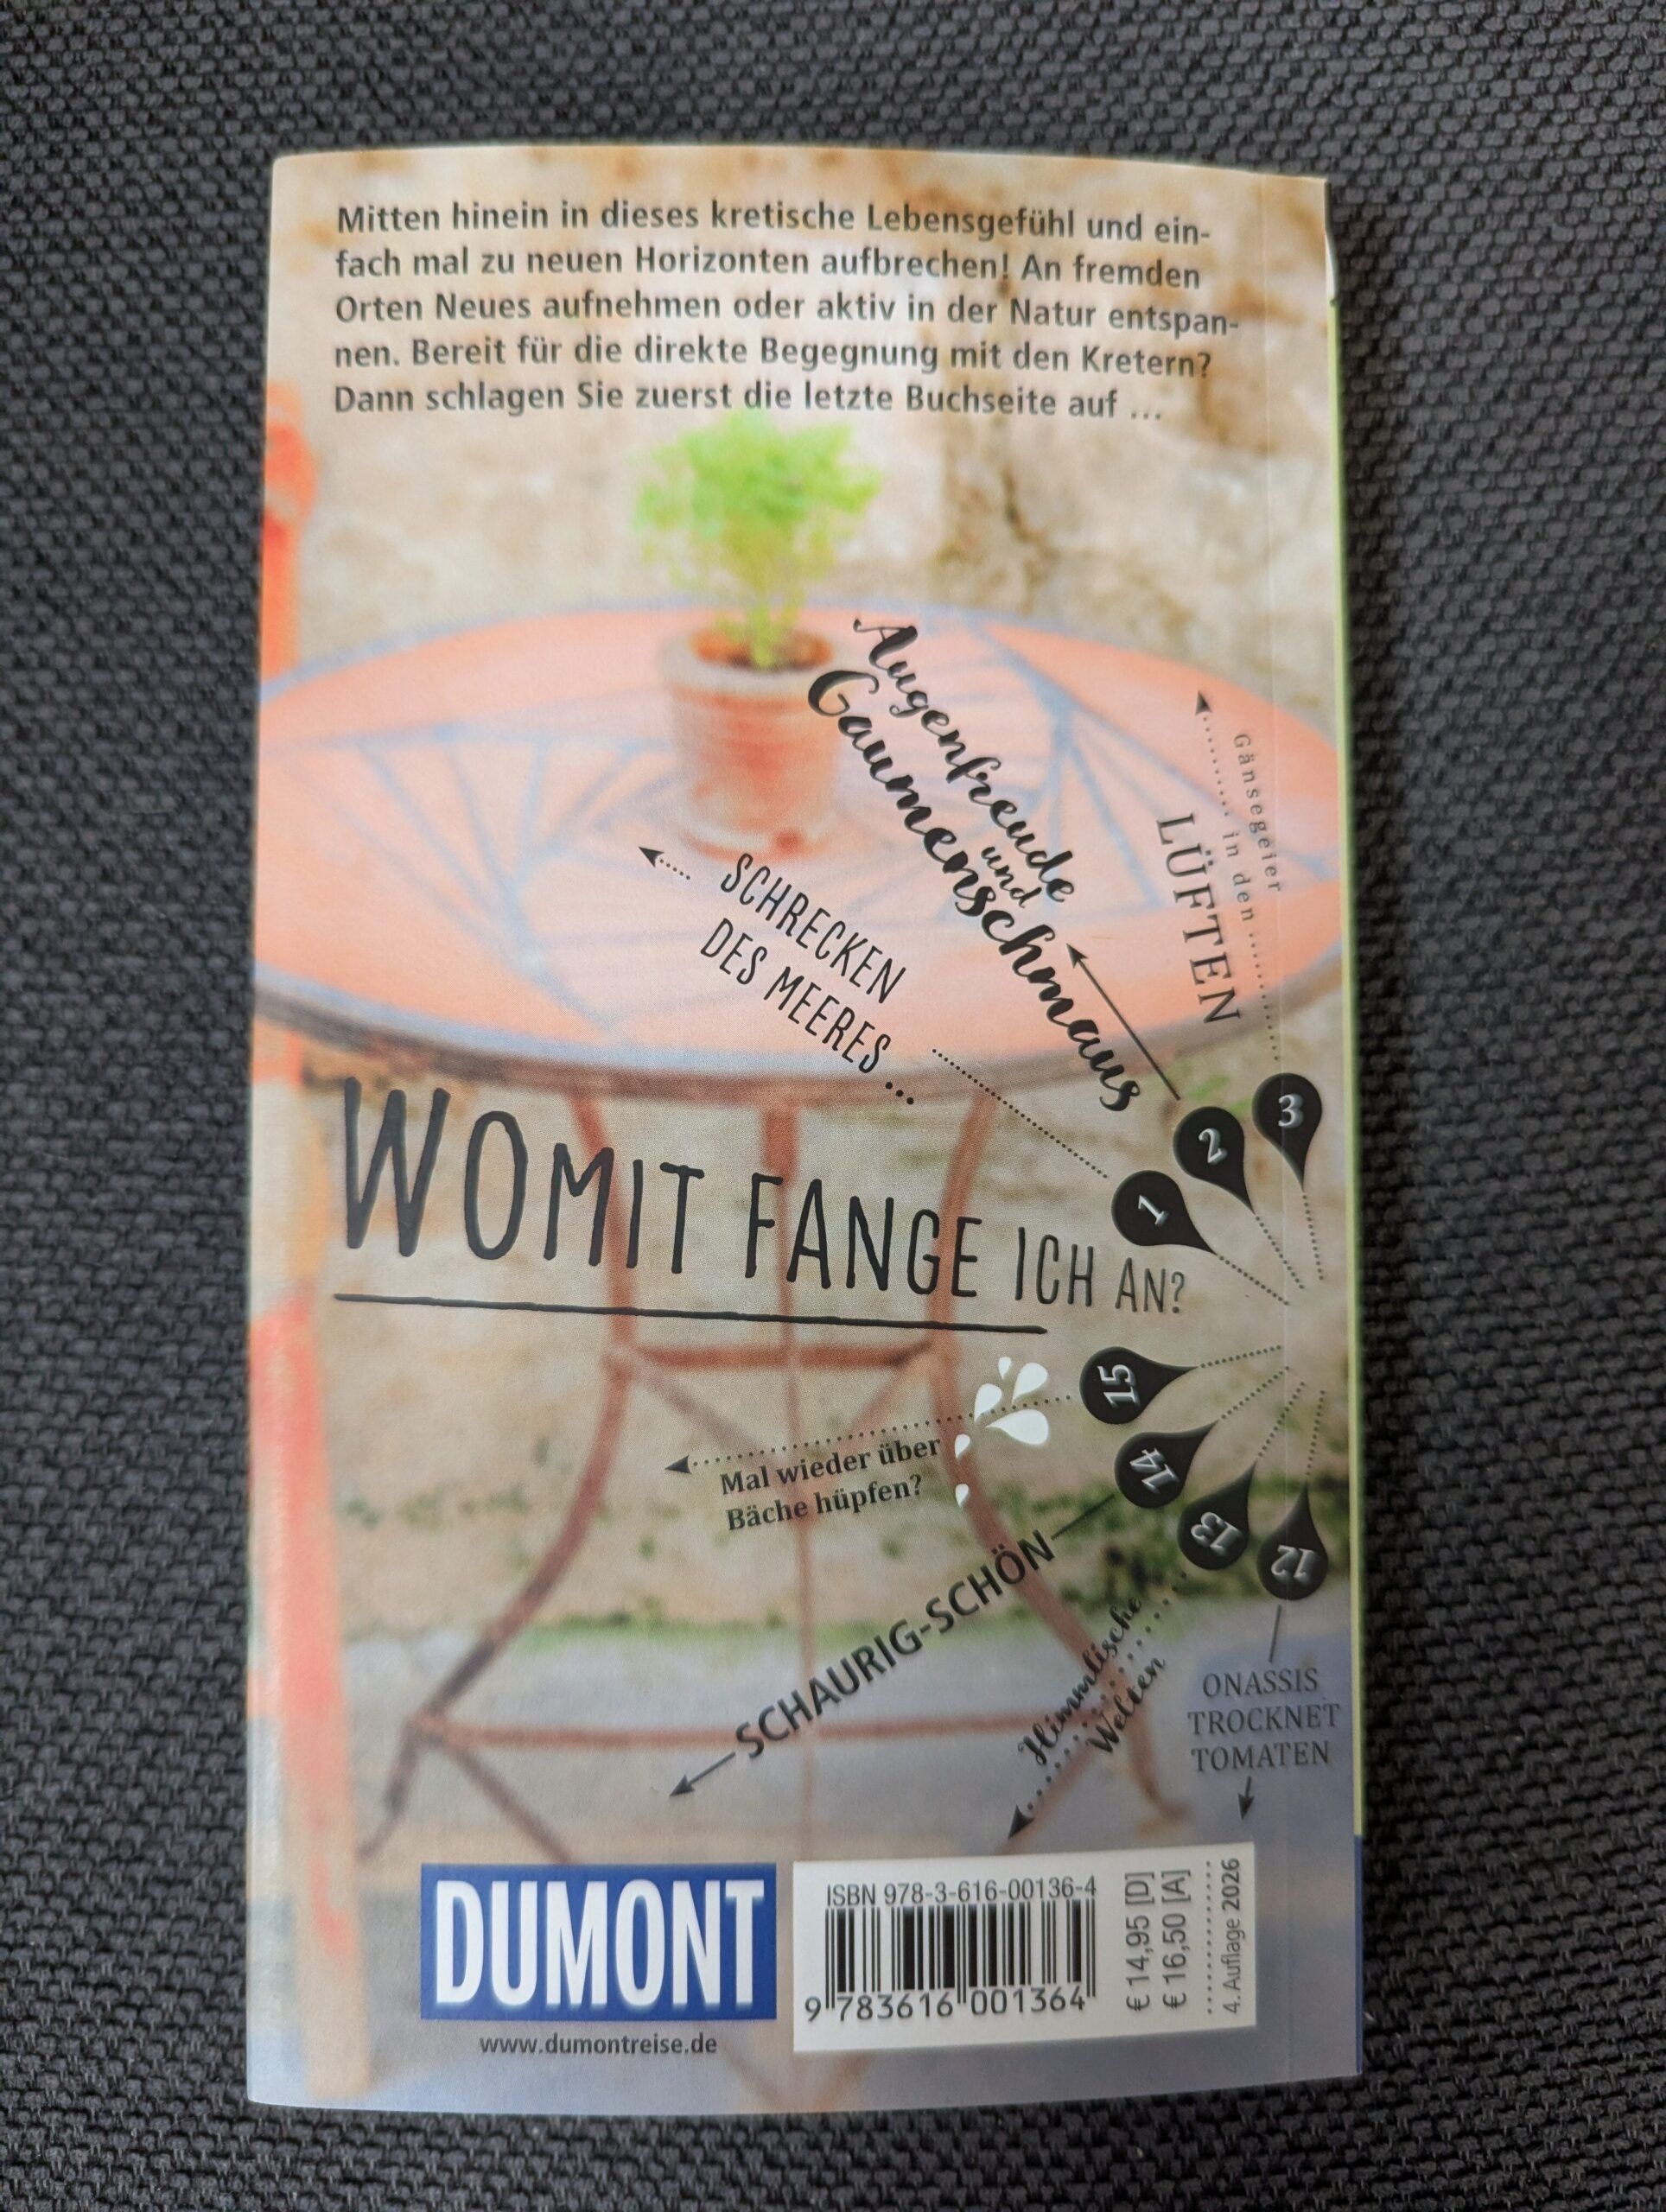 Mitten hinein in dieses kretische Lebensgefühl und ein-
fach mal zu neuen Horizonten aufbrechen! An fremden
Orten Neues aufnehmen oder aktiv in der Natur entspan-
nen. Bereit für die direkte Begegnung mit den Kretern?
Dann schlagen Sie zuerst die letzte Buchseite auf ...
Augenfreude
und
Gaumenschmaus
Gänsegeier
in den
LÜFTEN
SCHRECKEN
DES MEERES ...
3
2
1
WOMIT FANGE ICH AN?
15
14
13
12
Mal wieder über
Bäche hüpfen?
SCHAURIG-SCHÖN
Himmlische
Welten
ONASSIS
TROCKNET
TOMATEN
DUMONT
www.dumontreise.de
ISBN 978-3-616-00136-4
9 783616 001364
€ 14,95 [D]
€ 16,50 [A]
4. Auflage 2026